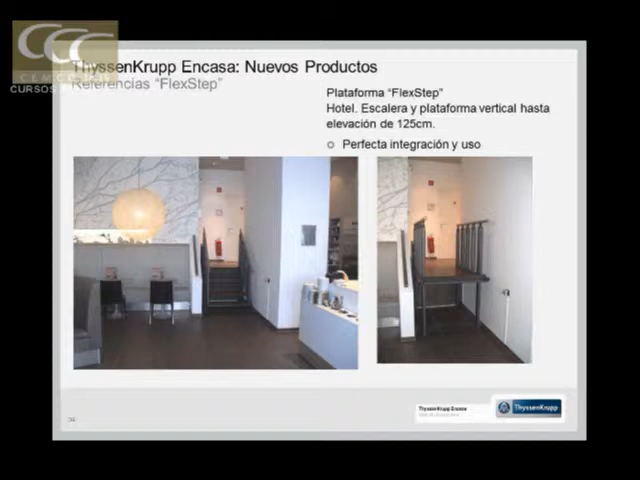 CCC
ThyssenKrupp Encasa: Nuevos Productos
Referencias "FlexStep"
CURSOS
Plataforma "FlexStep"
Hotel. Escalera y plataforma vertical hasta
elevación de 125cm.
Perfecta integración y uso
ThyssenKrupp Encasa
ThyssenKrupp